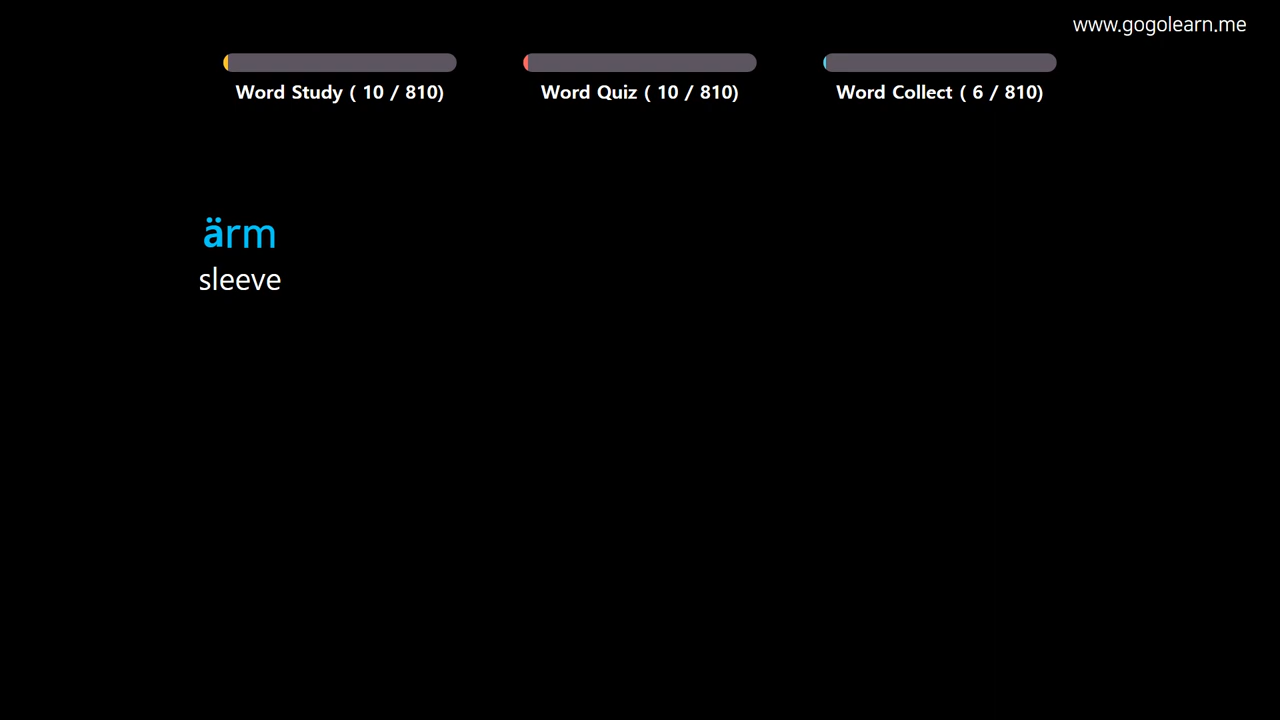 www.gogolearn.me
Word Study ( 10 / 810)
Word Quiz ( 10 / 810)
Word Collect ( 6 / 810)
ärm
sleeve